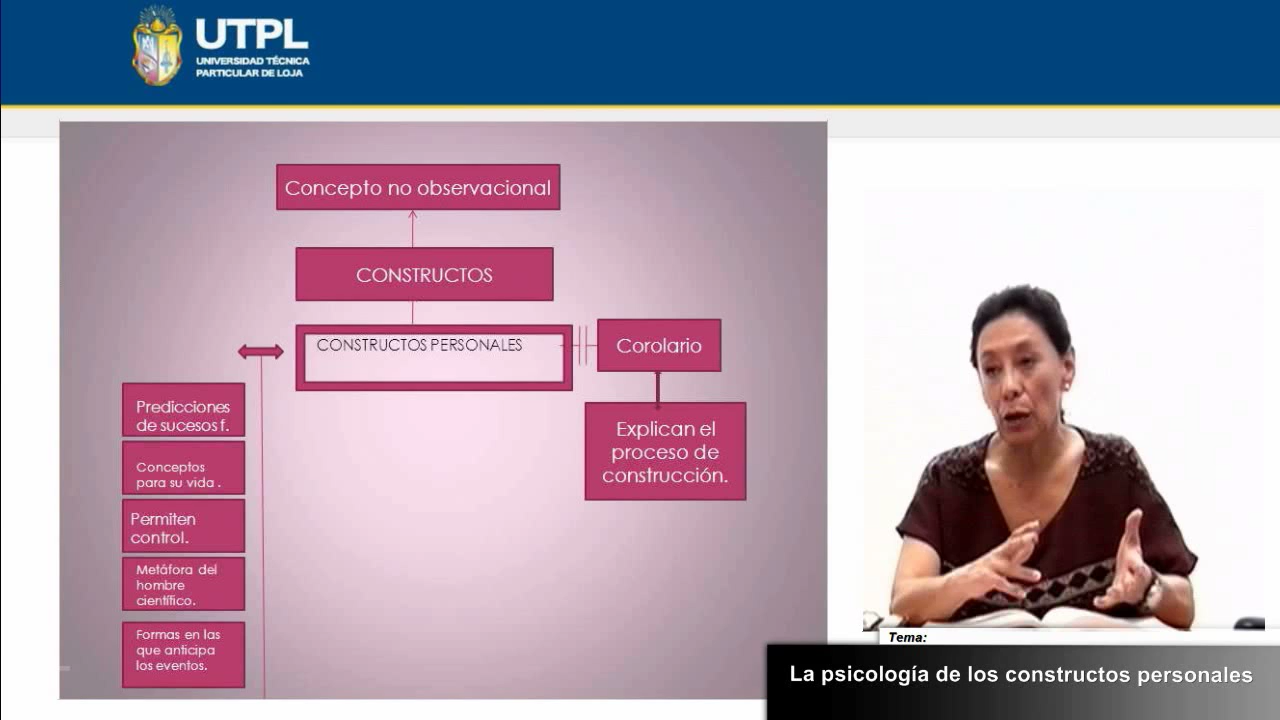 UTPL
UNIVERSIDAD TÉCNICA
PARTICULAR DE LOJA
Concepto no observacional
CONSTRUCTOS
CONSTRUCTOS PERSONALES
Corolario
Explican el
proceso de
construcción.
Predicciones
de sucesos f.
Conceptos
para su vida .
Permiten
control.
Metáfora del
hombre
científico.
Formas en las
que anticipa
los eventos.
Tema:
La psicología de los constructos personales